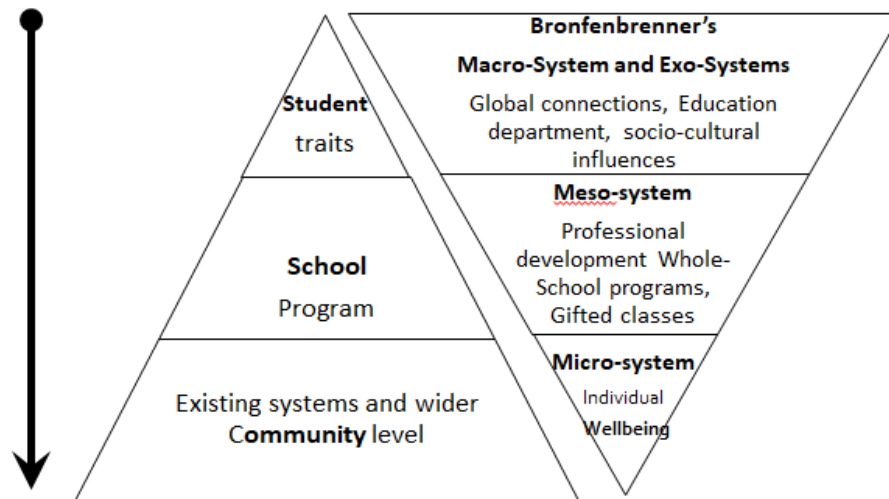 Student
traits
School
Program
Existing systems and wider
Community level
Bronfenbrenner's
Macro-System and Exo-Systems
Global connections, Education
department, socio-cultural
influences
Meso-system
Professional
development Whole-
School programs,
Gifted classes
Micro-system
Individual
Wellbeing